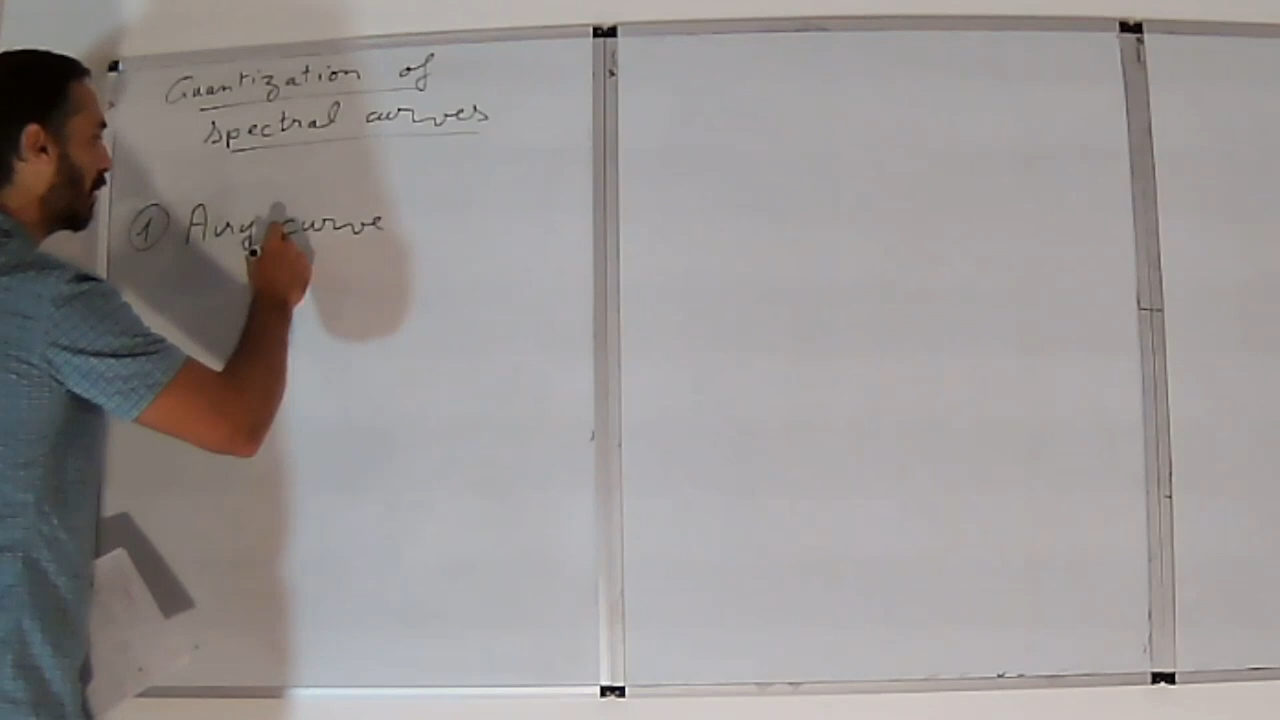 Quantization of
spectral curves
① Airy curve